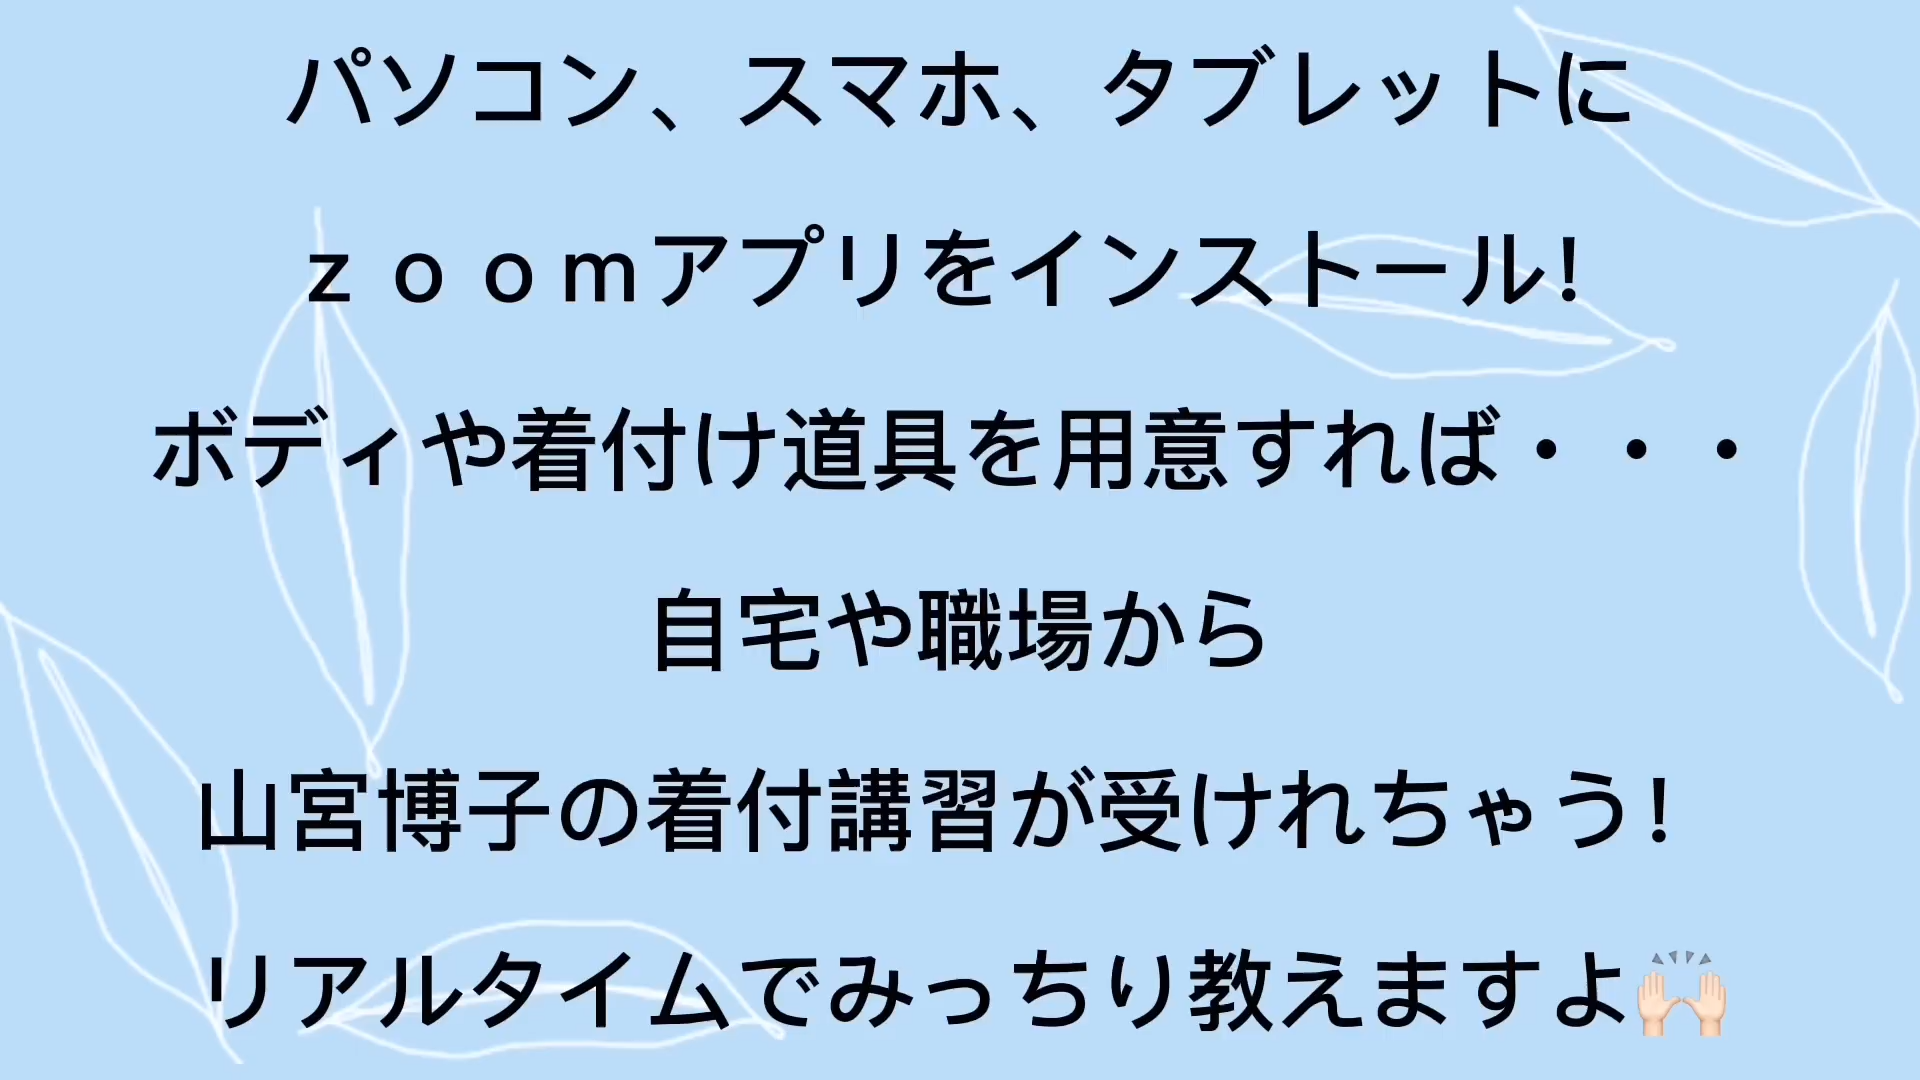 パソコン、スマホ、タブレットに
ｚｏｏｍアプリをインストール！
ボディや着付け道具を用意すれば・・・
自宅や職場から
山宮博子の着付講習が受けれちゃう！
リアルタイムでみっちり教えますよ🙌🏻